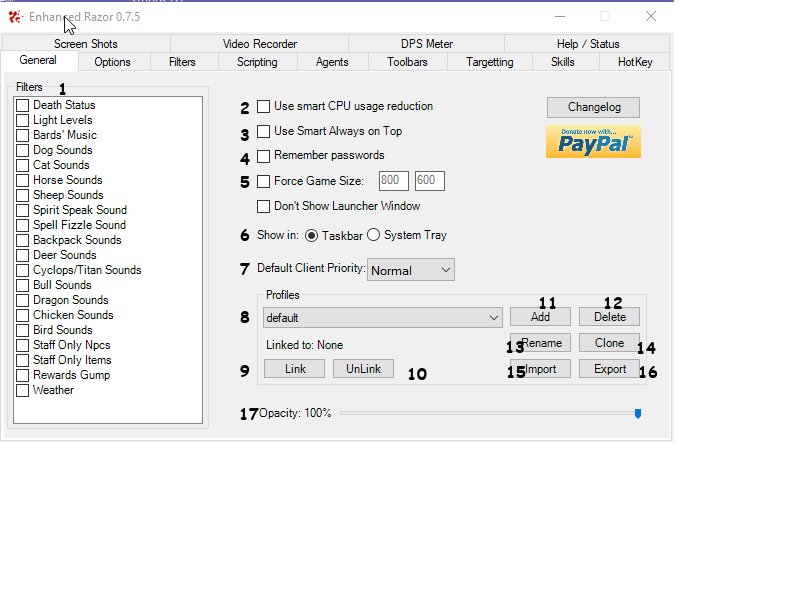 Enhanced Razor 0.7.5
Screen Shots Video Recorder DPS Meter Help / Status
General Options Filters Scripting Agents Toolbars Targetting Skills HotKey
Filters 1
Death Status
Light Levels
Bards' Music
Dog Sounds
Cat Sounds
Horse Sounds
Sheep Sounds
Spirit Speak Sound
Spell Fizzle Sound
Backpack Sounds
Deer Sounds
Cyclops/Titan Sounds
Bull Sounds
Dragon Sounds
Chicken Sounds
Bird Sounds
Staff Only Npcs
Staff Only Items
Rewards Gump
Weather
2 Use smart CPU usage reduction
3 Use Smart Always on Top
4 Remember passwords
5 Force Game Size: 800 600
Don't Show Launcher Window
6 Show in: Taskbar System Tray
7 Default Client Priority: Normal
Changelog
Donate now with...
PayPal
Profiles
11 12
8 default Add Delete
Linked to: None 13 Rename Clone 14
9 Link UnLink 10 15 Import Export 16
17 Opacity: 100%